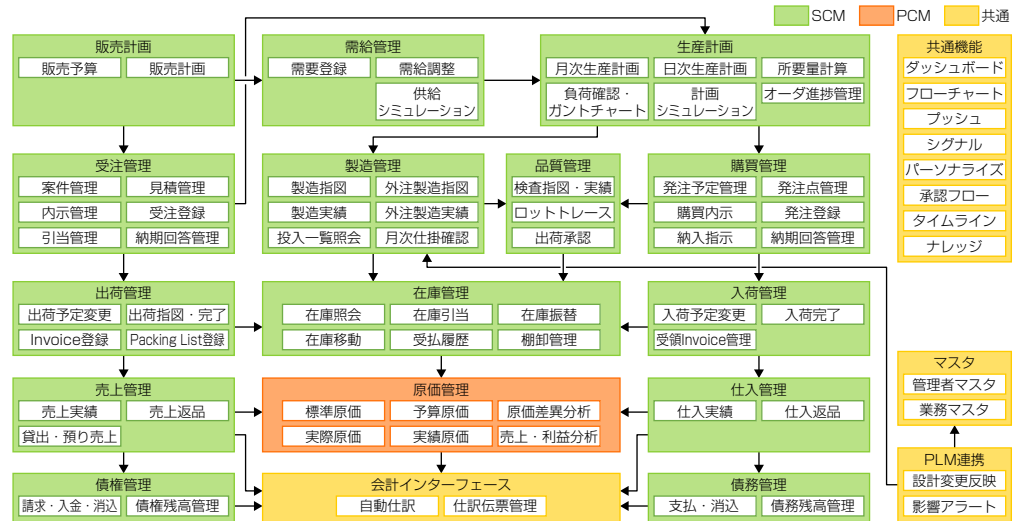 SCM
PCM
共通
販売計画
販売予算
販売計画
需給管理
需要登録
需給調整
供給
シミュレーション
生産計画
月次生産計画
日次生産計画
所要量計算
負荷確認・
ガントチャート
計画
シミュレーション
オーダ進捗管理
共通機能
ダッシュボード
フローチャート
プッシュ
シグナル
パーソナライズ
承認フロー
タイムライン
ナレッジ
受注管理
案件管理
見積管理
内示管理
受注登録
引当管理
納期回答管理
製造管理
製造指図
外注製造指図
製造実績
外注製造実績
投入一覧照会
月次仕掛確認
品質管理
検査指図・実績
ロットトレース
出荷承認
購買管理
発注予定管理
発注点管理
購買内示
発注登録
納入指示
納期回答管理
出荷管理
出荷予定変更
出荷指図・完了
Invoice登録
Packing List登録
在庫管理
在庫照会
在庫引当
在庫振替
在庫移動
受払履歴
棚卸管理
入荷管理
入荷予定変更
入荷完了
受領Invoice管理
売上管理
売上実績
売上返品
貸出・預り売上
原価管理
標準原価
予算原価
原価差異分析
実際原価
実績原価
売上・利益分析
仕入管理
仕入実績
仕入返品
マスタ
管理者マスタ
業務マスタ
債権管理
請求・入金・消込
債権残高管理
会計インターフェース
自動仕訳
仕訳伝票管理
債務管理
支払・消込
債務残高管理
PLM連携
設計変更反映
影響アラート